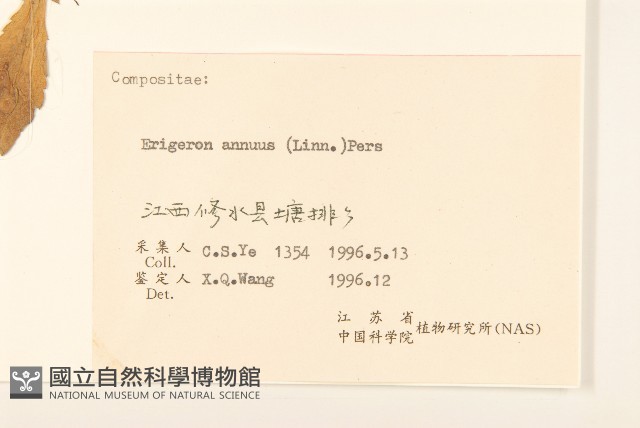 Compositae:
Erigeron annuus (Linn.)Pers
江西修水县塘排乡
采集人 C.S.Ye 1354 1996.5.13
Coll.
鉴定人 X.Q.Wang 1996.12
Det.
江苏省
中国科学院 植物研究所(NAS)
國立自然科學博物館
NATIONAL MUSEUM OF NATURAL SCIENCE